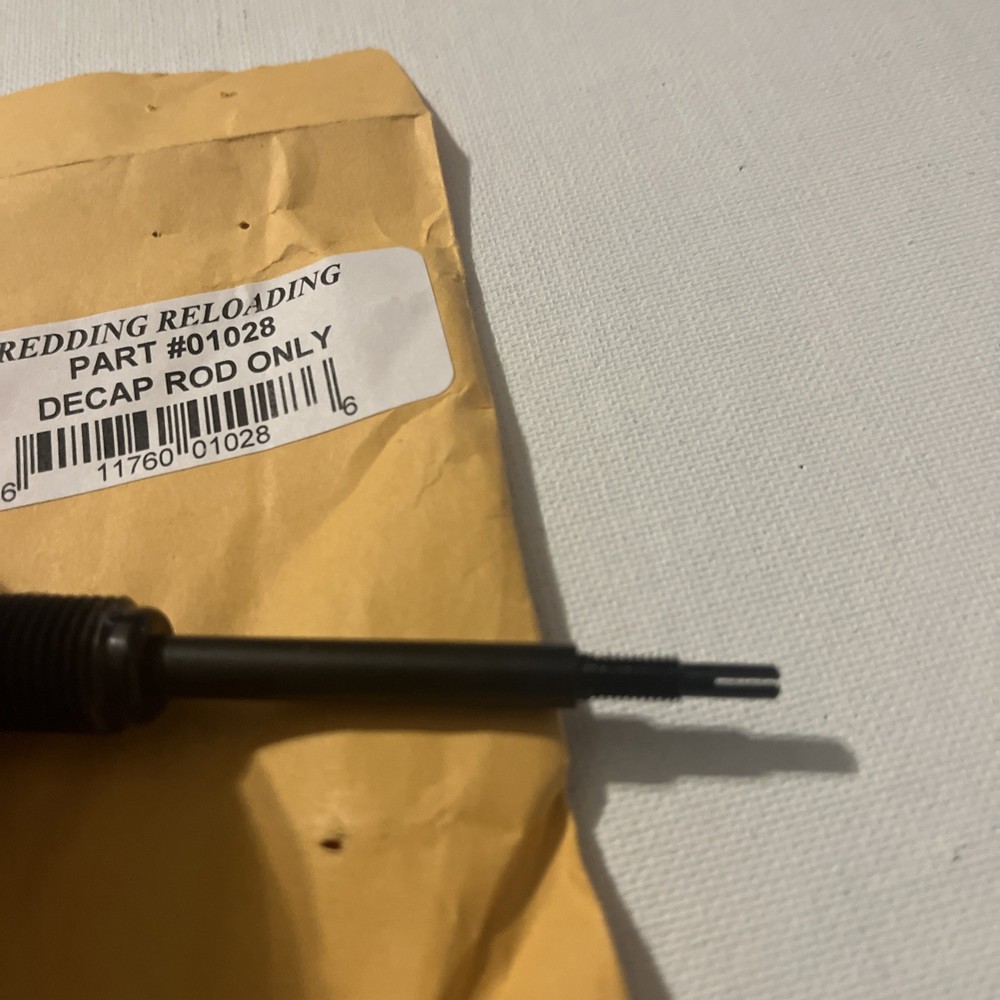 REDDING RELOADING
PART #01028
DECAP ROD ONLY
6 11760 01028 6